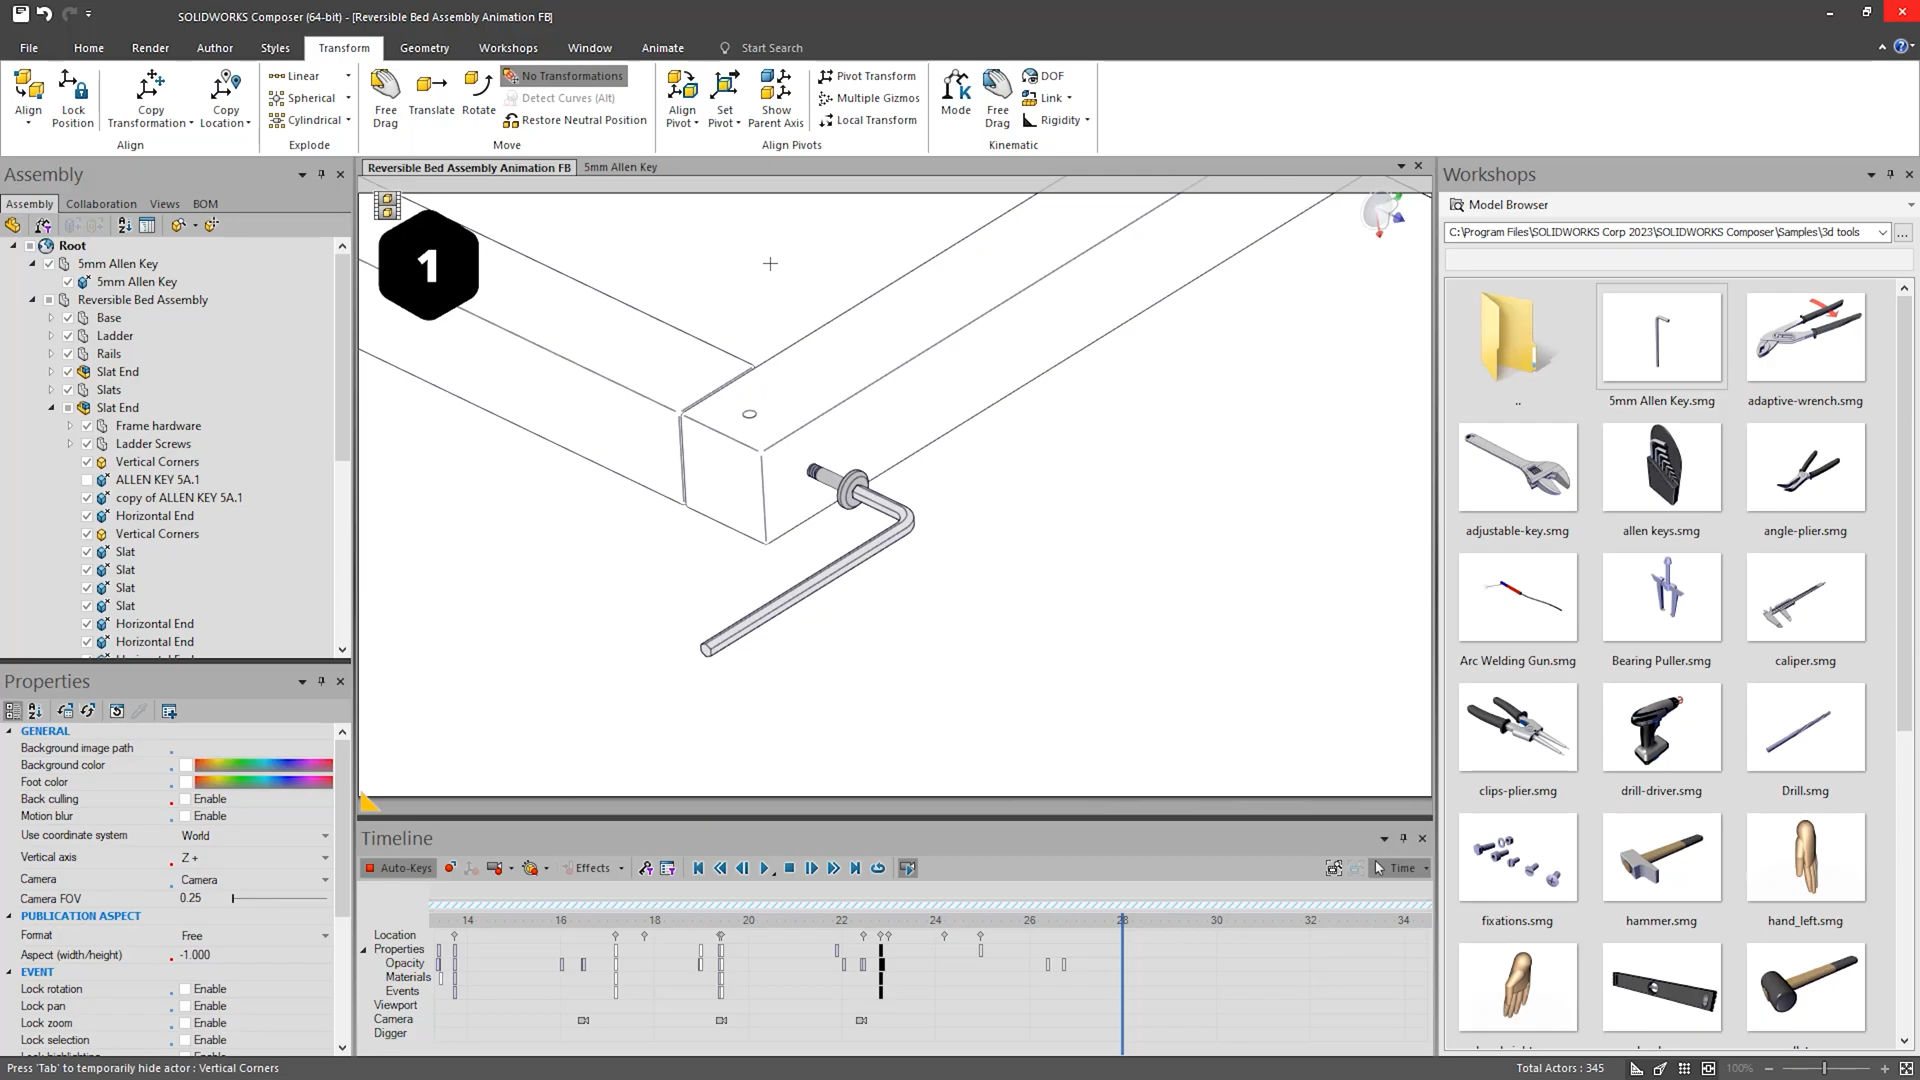 SOLIDWORKS Composer (64-bit) - [Reversible Bed Assembly Animation FB]
File Home Render Author Styles Transform Geometry Workshops Window Animate Start Search
Align Lock Position Copy Transformation Copy Location Linear Spherical Cylindrical
Free Drag Translate Rotate No Transformations Detect Curves (Alt) Restore Neutral Position
Align Pivot Set Pivot Show Parent Axis Pivot Transform Multiple Gizmos Local Transform
Mode Free Drag DOF Link Rigidity
Align Explode Move Align Pivots Kinematic
Assembly
Assembly Collaboration Views BOM
Root
5mm Allen Key
5mm Allen Key
Reversible Bed Assembly
Base
Ladder
Rails
Slat End
Slats
Slat End
Frame hardware
Ladder Screws
Vertical Corners
ALLEN KEY 5A.1
copy of ALLEN KEY 5A.1
Horizontal End
Vertical Corners
Slat
Slat
Slat
Slat
Horizontal End
Horizontal End
Properties
GENERAL
Background image path
Background color
Foot color
Back culling Enable
Motion blur Enable
Use coordinate system World
Vertical axis Z +
Camera Camera
Camera FOV 0.25
PUBLICATION ASPECT
Format Free
Aspect (width/height) -1.000
EVENT
Lock rotation Enable
Lock pan Enable
Lock zoom Enable
Lock selection Enable
Reversible Bed Assembly Animation FB 5mm Allen Key
1
Timeline
Auto-Keys Effects Time
14 16 18 20 22 24 26 28 30 32 34
Location
Properties
Opacity
Materials
Events
Viewport
Camera
Digger
Workshops
Model Browser
C:\Program Files\SOLIDWORKS Corp 2023\SOLIDWORKS Composer\Samples\3d tools
...
.. 5mm Allen Key.smg adaptive-wrench.smg
adjustable-key.smg allen keys.smg angle-plier.smg
Arc Welding Gun.smg Bearing Puller.smg caliper.smg
clips-plier.smg drill-driver.smg Drill.smg
fixations.smg hammer.smg hand_left.smg
Press 'Tab' to temporarily hide actor : Vertical Corners Total Actors : 345 100%